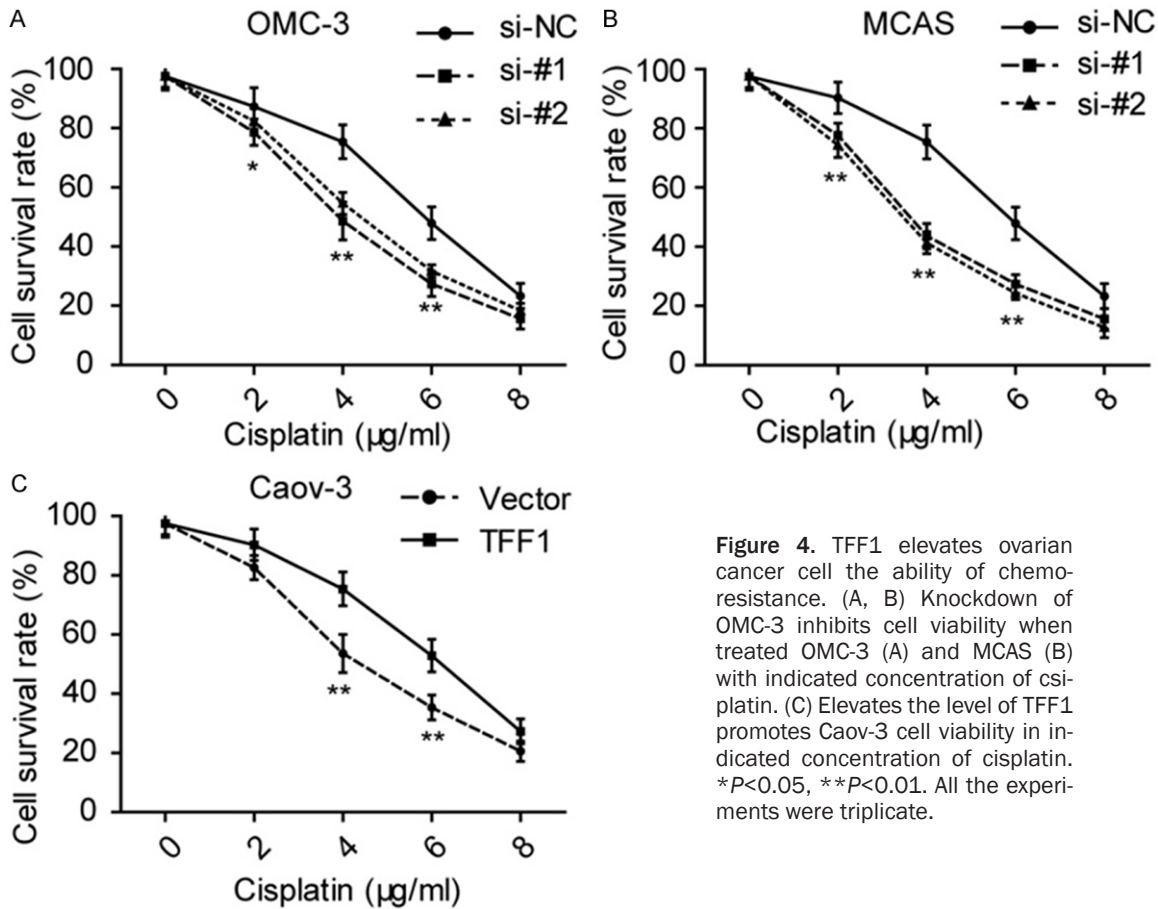 A
OMC-3
si-NC
si-#1
si-#2
Cell survival rate (%)
100
80
60
40
20
0
*
**
**
0
2
4
6
8
Cisplatin (µg/ml)
B
MCAS
si-NC
si-#1
si-#2
Cell survival rate (%)
100
80
60
40
20
0
**
**
**
0
2
4
6
8
Cisplatin (µg/ml)
C
Caov-3
Vector
TFF1
Cell survival rate (%)
100
80
60
40
20
0
**
**
0
2
4
6
8
Cisplatin (µg/ml)
Figure 4. TFF1 elevates ovarian
cancer cell the ability of chemo-
resistance. (A, B) Knockdown of
OMC-3 inhibits cell viability when
treated OMC-3 (A) and MCAS (B)
with indicated concentration of csi-
platin. (C) Elevates the level of TFF1
promotes Caov-3 cell viability in in-
dicated concentration of cisplatin.
*P<0.05, **P<0.01. All the experi-
ments were triplicate.